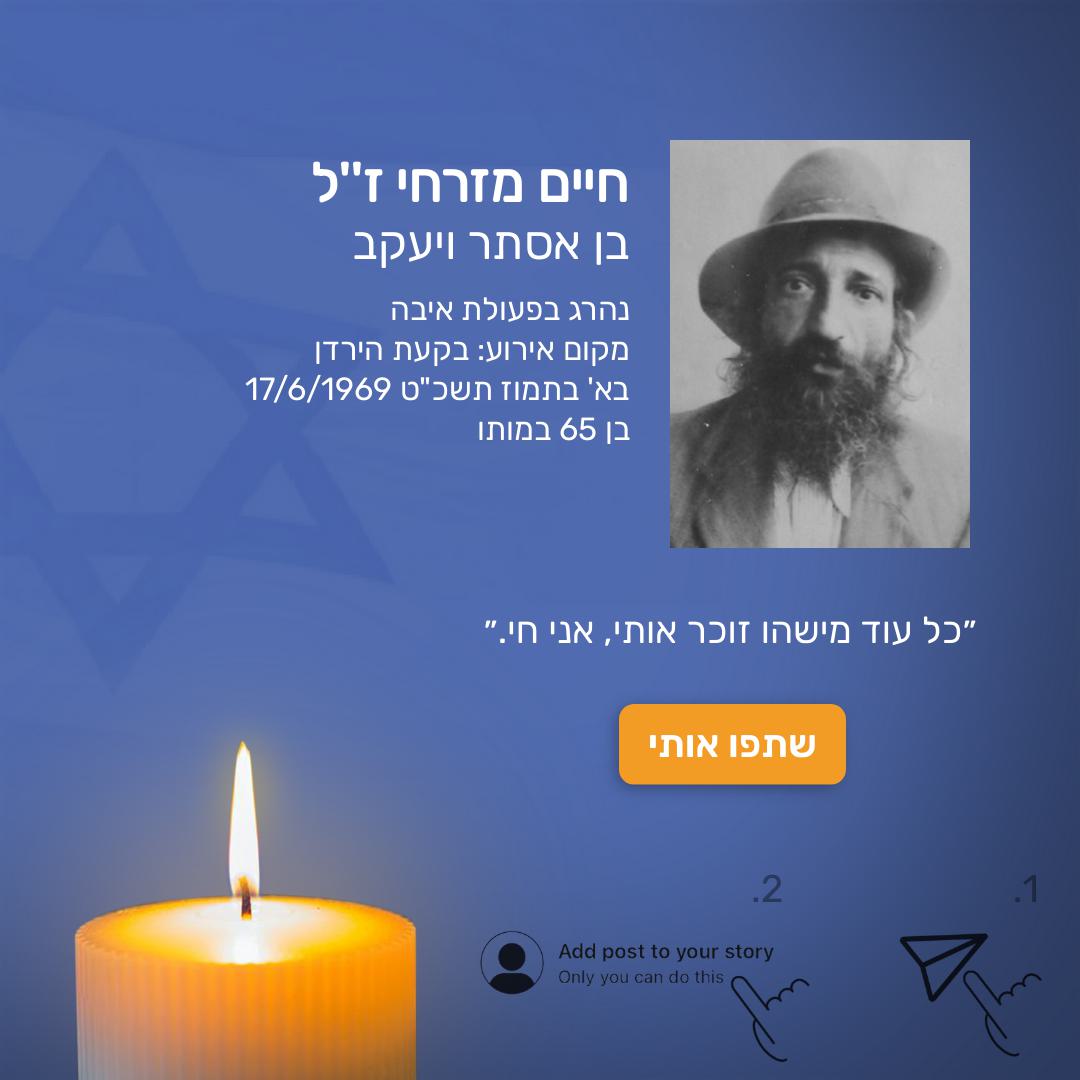 חיים מזרחי ז"ל
בן אסתר ויעקב
נהרג בפעולת איבה
מקום אירוע: בקעת הירדן
בא' בתמוז תשכ"ט 17/6/1969
בן 65 במותו
״כל עוד מישהו זוכר אותי, אני חי.״
שתפו אותי
1.
2.
Add post to your story
Only you can do this